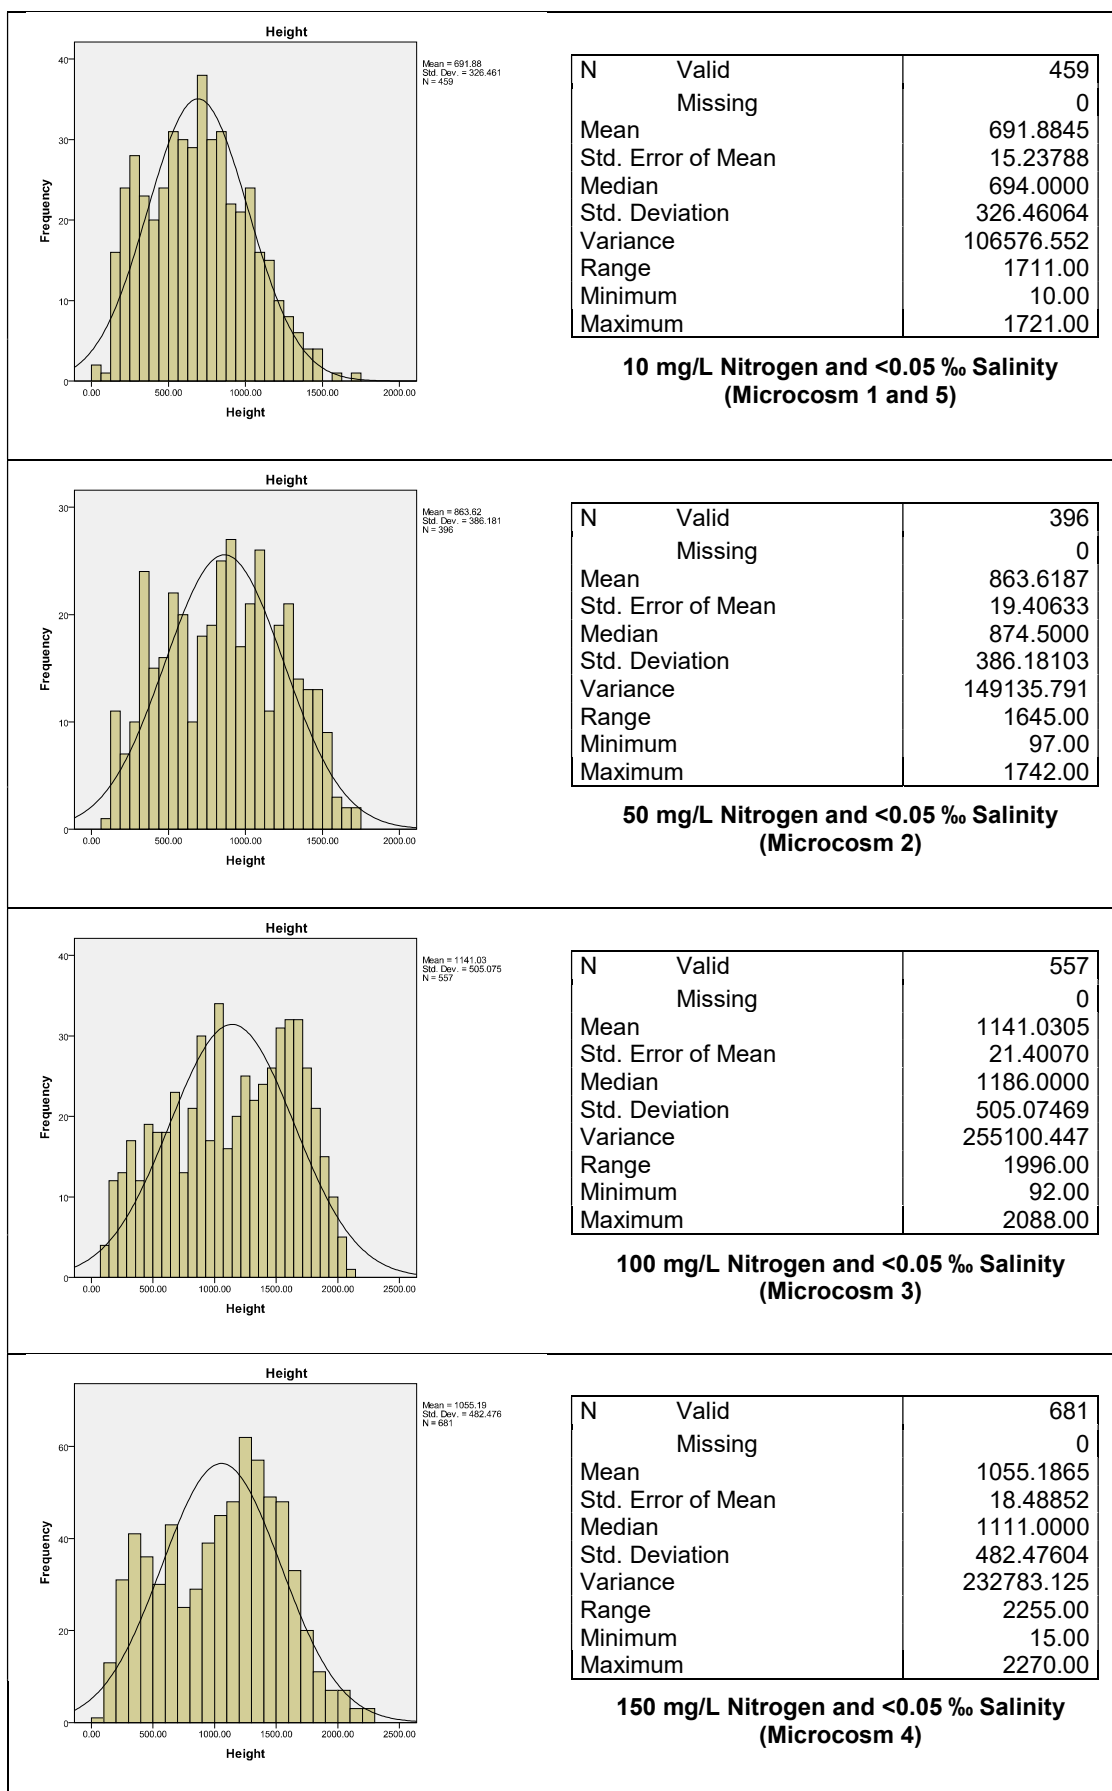 Height
Mean = 691.88
Std. Dev. = 326.461
N = 459
Frequency
40
30
20
10
0
0.00 500.00 1000.00 1500.00 2000.00
Height
N Valid 459
Missing 0
Mean 691.8845
Std. Error of Mean 15.23788
Median 694.0000
Std. Deviation 326.46064
Variance 106576.552
Range 1711.00
Minimum 10.00
Maximum 1721.00
10 mg/L Nitrogen and <0.05 ‰ Salinity
(Microcosm 1 and 5)
Height
Mean = 863.62
Std. Dev. = 386.181
N = 396
Frequency
30
20
10
0
0.00 500.00 1000.00 1500.00 2000.00
Height
N Valid 396
Missing 0
Mean 863.6187
Std. Error of Mean 19.40633
Median 874.5000
Std. Deviation 386.18103
Variance 149135.791
Range 1645.00
Minimum 97.00
Maximum 1742.00
50 mg/L Nitrogen and <0.05 ‰ Salinity
(Microcosm 2)
Height
Mean = 1141.03
Std. Dev. = 505.075
N = 557
Frequency
40
30
20
10
0
0.00 500.00 1000.00 1500.00 2000.00 2500.00
Height
N Valid 557
Missing 0
Mean 1141.0305
Std. Error of Mean 21.40070
Median 1186.0000
Std. Deviation 505.07469
Variance 255100.447
Range 1996.00
Minimum 92.00
Maximum 2088.00
100 mg/L Nitrogen and <0.05 ‰ Salinity
(Microcosm 3)
Height
Mean = 1055.19
Std. Dev. = 482.476
N = 681
Frequency
60
40
20
0
0.00 500.00 1000.00 1500.00 2000.00 2500.00
Height
N Valid 681
Missing 0
Mean 1055.1865
Std. Error of Mean 18.48852
Median 1111.0000
Std. Deviation 482.47604
Variance 232783.125
Range 2255.00
Minimum 15.00
Maximum 2270.00
150 mg/L Nitrogen and <0.05 ‰ Salinity
(Microcosm 4)